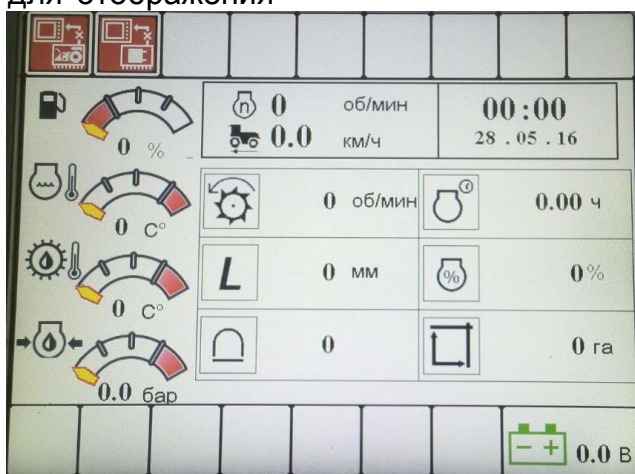 для отображения
n 0 об/мин 00:00
0.0 км/ч 28.05.16
0 %
0 об/мин 0.00 ч
0 C°
L 0 мм % 0%
0 C°
0 0 га
0.0 бар
- + 0.0 В